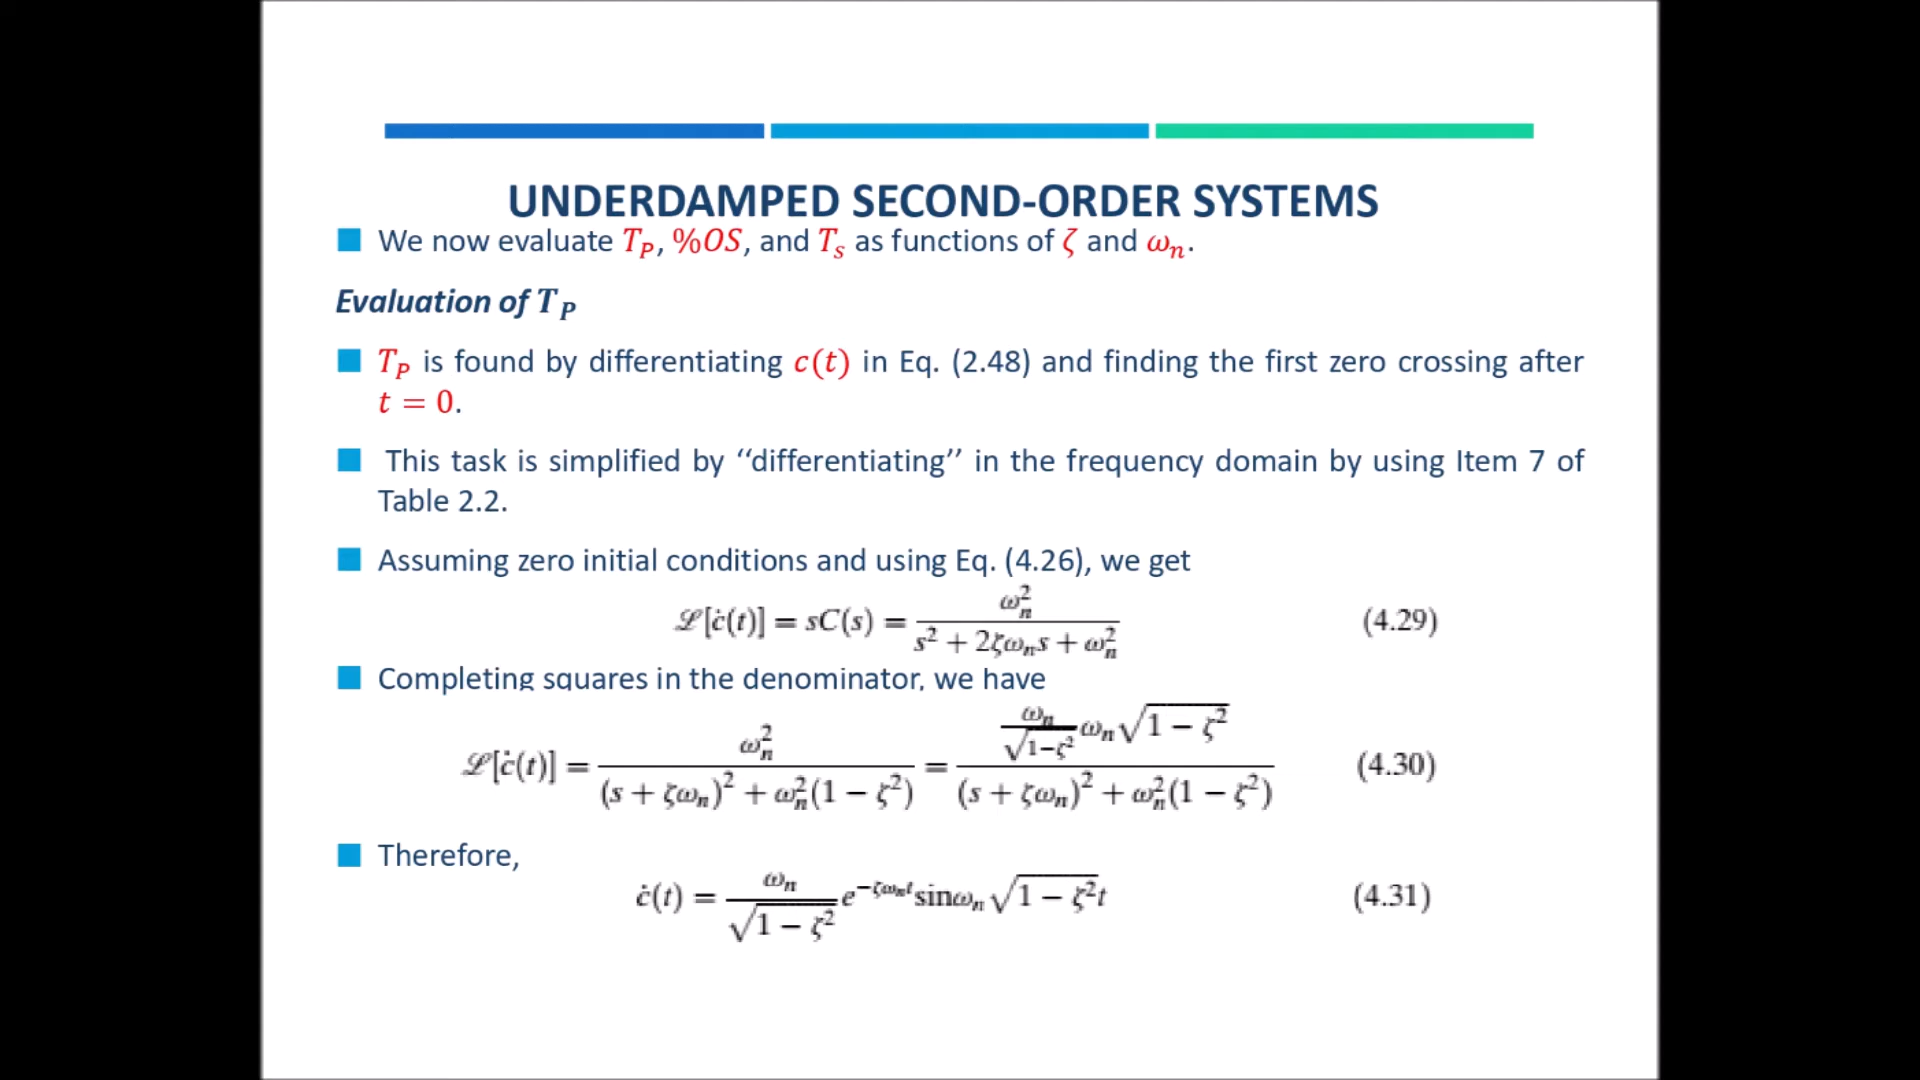 UNDERDAMPED SECOND-ORDER SYSTEMS
We now evaluate T_P, %OS, and T_s as functions of ζ and ω_n.
Evaluation of T_P
T_P is found by differentiating c(t) in Eq. (2.48) and finding the first zero crossing after
t = 0.
This task is simplified by ‘‘differentiating’’ in the frequency domain by using Item 7 of
Table 2.2.
Assuming zero initial conditions and using Eq. (4.26), we get
ℒ[ċ(t)] = sC(s) = ω_n^2 / (s^2 + 2ζω_n s + ω_n^2) (4.29)
Completing squares in the denominator, we have
ℒ[ċ(t)] = ω_n^2 / ((s + ζω_n)^2 + ω_n^2(1 − ζ^2)) = (ω_n/√(1−ζ^2)) ω_n√(1 − ζ^2) / ((s + ζω_n)^2 + ω_n^2(1 − ζ^2)) (4.30)
Therefore,
ċ(t) = ω_n/√(1 − ζ^2) e^{−ζω_n t} sinω_n√(1 − ζ^2)t (4.31)